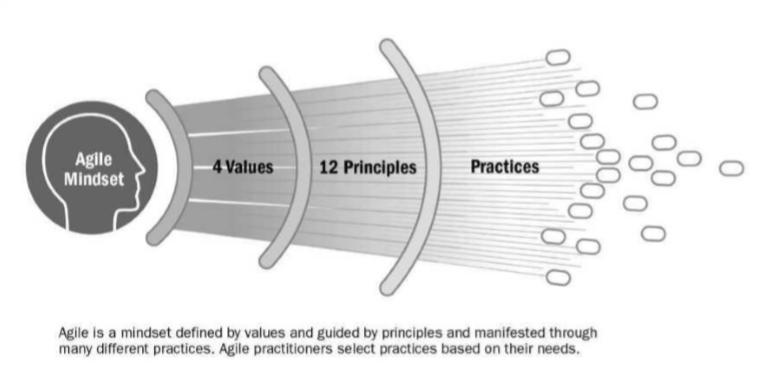 Agile
Mindset
4 Values
12 Principles
Practices
Agile is a mindset defined by values and guided by principles and manifested through
many different practices. Agile practitioners select practices based on their needs.